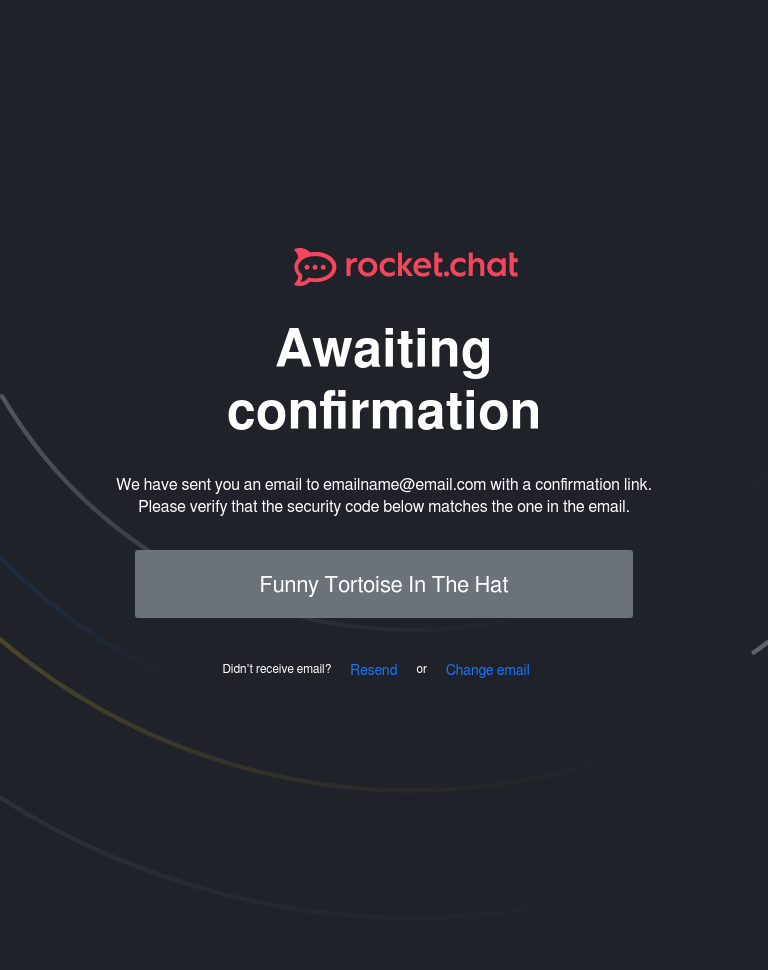 rocket.chat
Awaiting
confirmation
We have sent you an email to emailname@email.com with a confirmation link.
Please verify that the security code below matches the one in the email.
Funny Tortoise In The Hat
Didn't receive email? Resend or Change email